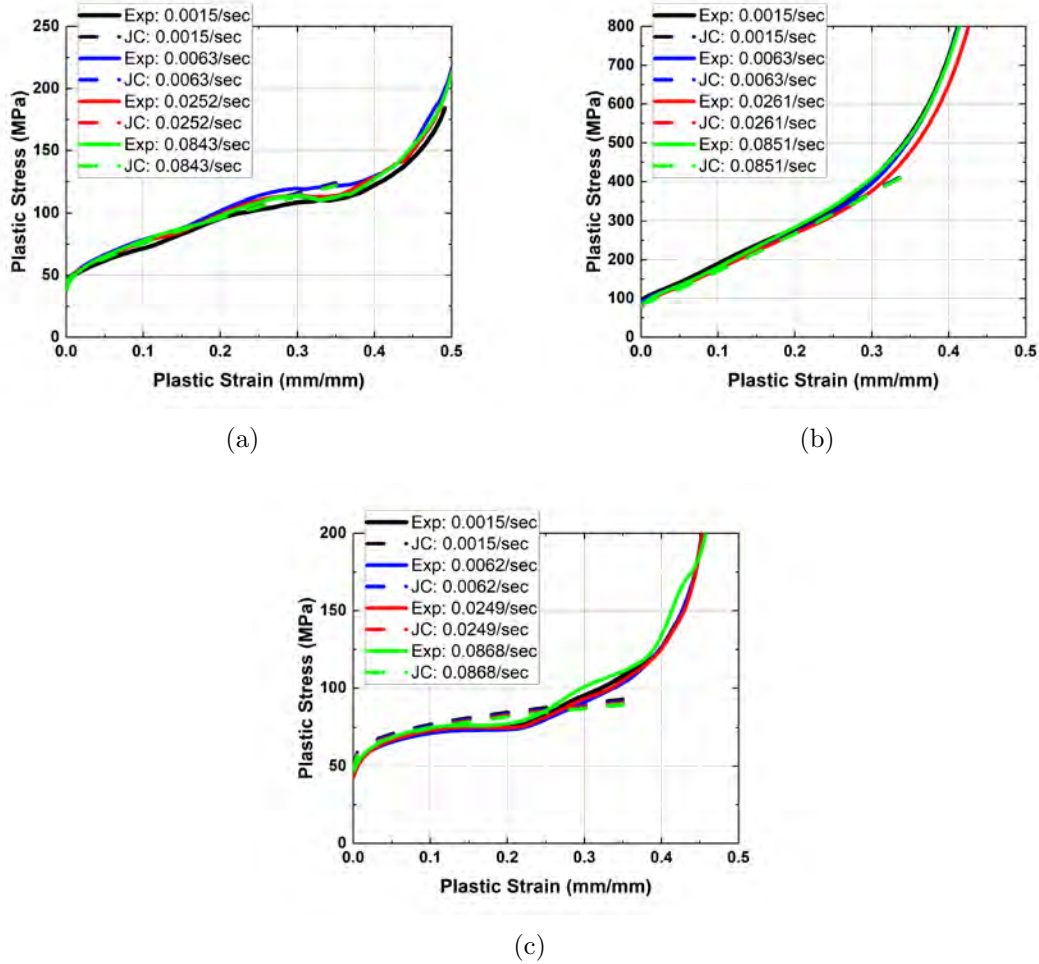 250
200
150
100
50
0
Plastic Stress (MPa)
Exp: 0.0015/sec
JC: 0.0015/sec
Exp: 0.0063/sec
JC: 0.0063/sec
Exp: 0.0252/sec
JC: 0.0252/sec
Exp: 0.0843/sec
JC: 0.0843/sec
0.0 0.1 0.2 0.3 0.4 0.5
Plastic Strain (mm/mm)
(a)
800
700
600
500
400
300
200
100
0
Plastic Stress (MPa)
Exp: 0.0015/sec
JC: 0.0015/sec
Exp: 0.0063/sec
JC: 0.0063/sec
Exp: 0.0261/sec
JC: 0.0261/sec
Exp: 0.0851/sec
JC: 0.0851/sec
0.0 0.1 0.2 0.3 0.4 0.5
Plastic Strain (mm/mm)
(b)
200
150
100
50
0
Plastic Stress (MPa)
Exp: 0.0015/sec
JC: 0.0015/sec
Exp: 0.0062/sec
JC: 0.0062/sec
Exp: 0.0249/sec
JC: 0.0249/sec
Exp: 0.0868/sec
JC: 0.0868/sec
0.0 0.1 0.2 0.3 0.4 0.5
Plastic Strain (mm/mm)
(c)